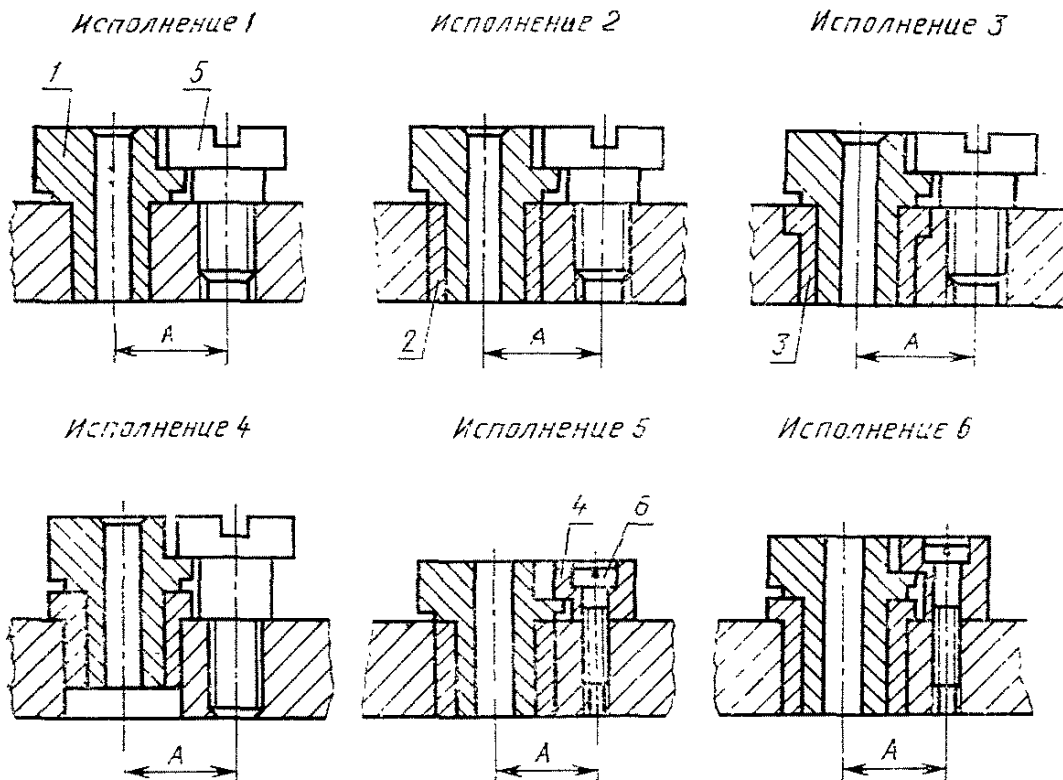 Исполнение 1
Исполнение 2
Исполнение 3
1
5
А
2
А
3
А
Исполнение 4
Исполнение 5
Исполнение 6
4
6
А
А
А